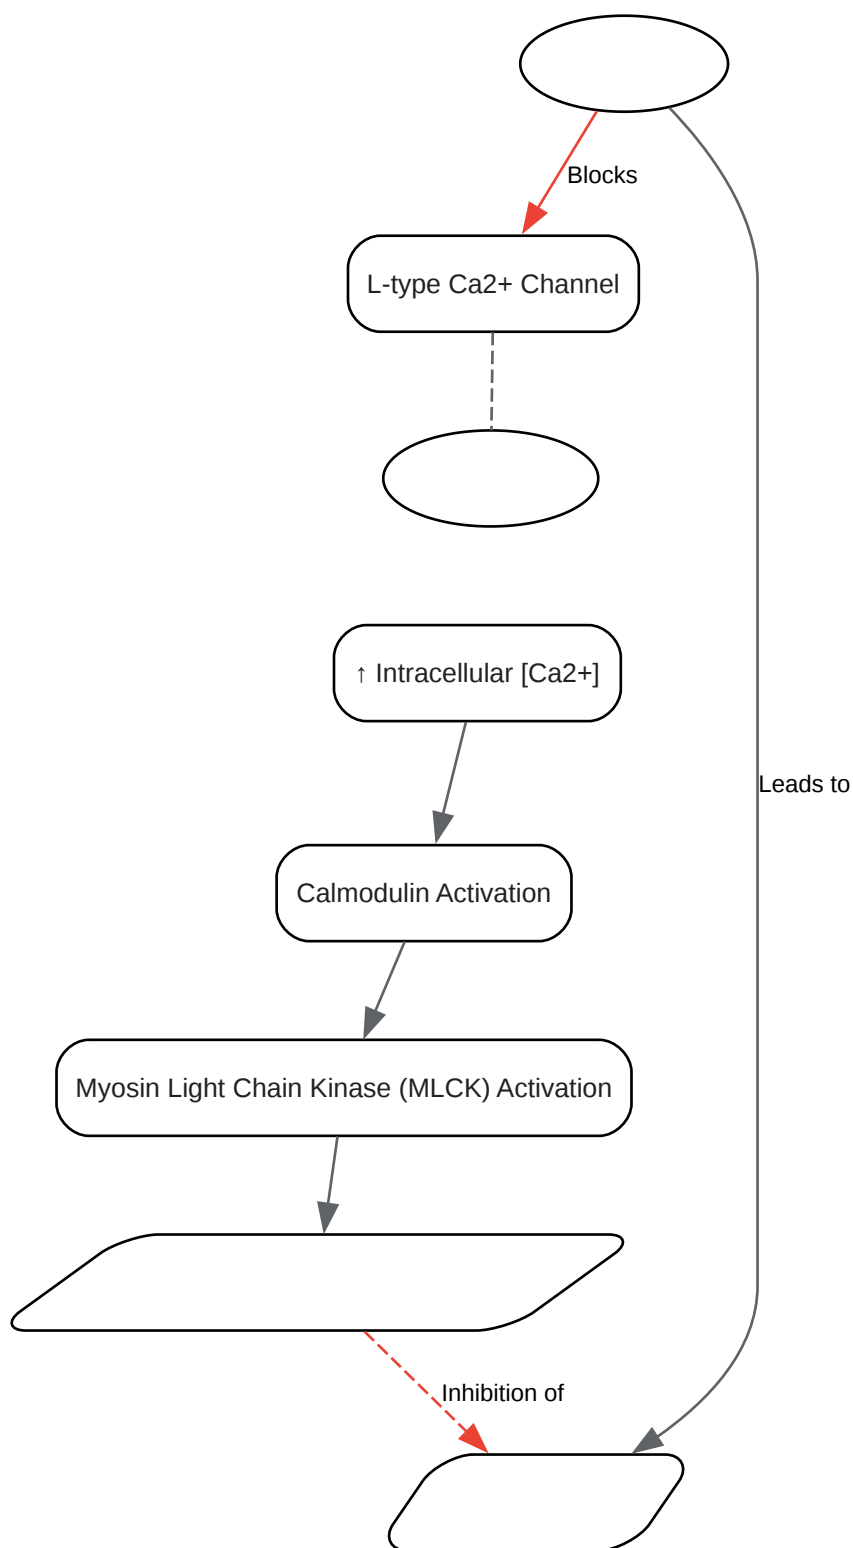 Blocks
L-type Ca2+ Channel
↑ Intracellular [Ca2+]
Leads to
Calmodulin Activation
Myosin Light Chain Kinase (MLCK) Activation
Inhibition of